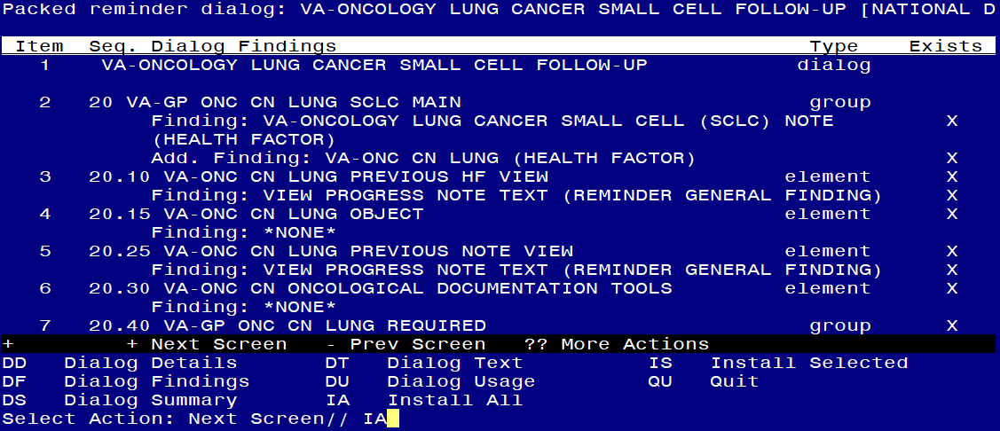 Packed reminder dialog: VA-ONCOLOGY LUNG CANCER SMALL CELL FOLLOW-UP [NATIONAL D
Item Seq. Dialog Findings Type Exists
1 VA-ONCOLOGY LUNG CANCER SMALL CELL FOLLOW-UP dialog
2 20 VA-GP ONC CN LUNG SCLC MAIN group
Finding: VA-ONCOLOGY LUNG CANCER SMALL CELL (SCLC) NOTE X
(HEALTH FACTOR)
Add. Finding: VA-ONC CN LUNG (HEALTH FACTOR) X
3 20.10 VA-ONC CN LUNG PREVIOUS HF VIEW element X
Finding: VIEW PROGRESS NOTE TEXT (REMINDER GENERAL FINDING) X
4 20.15 VA-ONC CN LUNG OBJECT element X
Finding: *NONE*
5 20.25 VA-ONC CN LUNG PREVIOUS NOTE VIEW element X
Finding: VIEW PROGRESS NOTE TEXT (REMINDER GENERAL FINDING) X
6 20.30 VA-ONC CN ONCOLOGICAL DOCUMENTATION TOOLS element X
Finding: *NONE*
7 20.40 VA-GP ONC CN LUNG REQUIRED group X
+ + Next Screen - Prev Screen ?? More Actions
DD Dialog Details DT Dialog Text IS Install Selected
DF Dialog Findings DU Dialog Usage QU Quit
DS Dialog Summary IA Install All
Select Action: Next Screen// IA